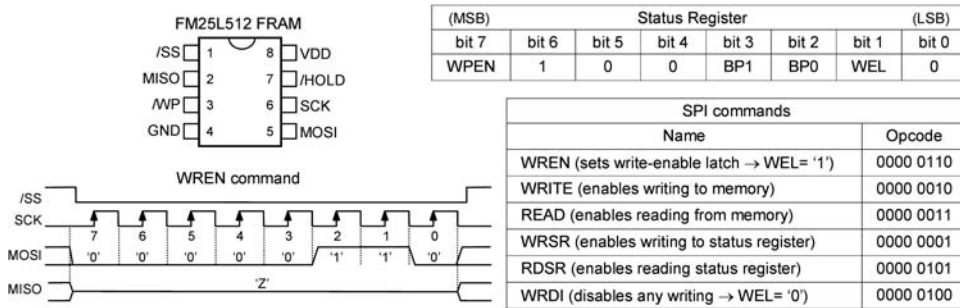 FM25L512 FRAM
/SS 1 8 VDD
MISO 2 7 /HOLD
/WP 3 6 SCK
GND 4 5 MOSI
(MSB) Status Register (LSB)
bit 7 bit 6 bit 5 bit 4 bit 3 bit 2 bit 1 bit 0
WPEN 1 0 0 BP1 BP0 WEL 0
WREN command
/SS
SCK
7 6 5 4 3 2 1 0
MOSI '0' '0' '0' '0' '0' '1' '1' '0'
MISO 'Z'
SPI commands
Name Opcode
WREN (sets write-enable latch → WEL= '1') 0000 0110
WRITE (enables writing to memory) 0000 0010
READ (enables reading from memory) 0000 0011
WRSR (enables writing to status register) 0000 0001
RDSR (enables reading status register) 0000 0101
WRDI (disables any writing → WEL= '0') 0000 0100